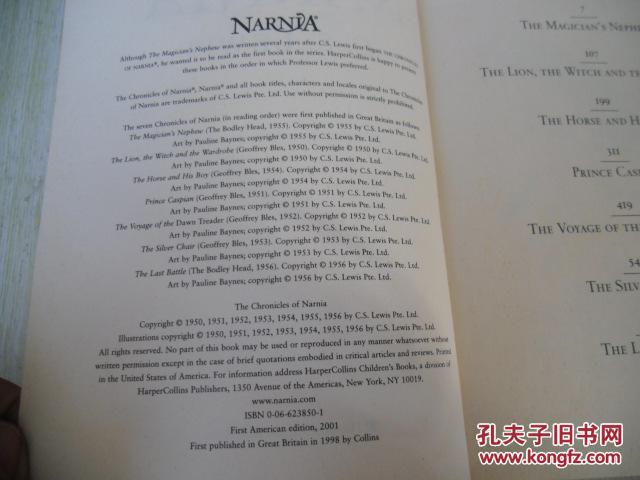 NARNIA®
Although The Magician's Nephew was written several years after C.S. Lewis first began THE CHRONICLES
OF NARNIA®, he wanted it to be read as the first book in the series. HarperCollins is happy to present
these books in the order in which Professor Lewis preferred.
The Chronicles of Narnia®, Narnia® and all book titles, characters and locales original to The Chronicles
of Narnia are trademarks of C.S. Lewis Pte. Ltd. Use without permission is strictly prohibited.
The seven Chronicles of Narnia (in reading order) were first published in Great Britain as follows:
The Magician's Nephew (The Bodley Head, 1955). Copyright © 1955 by C.S. Lewis Pte. Ltd.
Art by Pauline Baynes; copyright © 1955 by C.S. Lewis Pte. Ltd.
The Lion, the Witch and the Wardrobe (Geoffrey Bles, 1950). Copyright © 1950 by C.S. Lewis Pte. Ltd.
Art by Pauline Baynes; copyright © 1950 by C.S. Lewis Pte. Ltd.
The Horse and His Boy (Geoffrey Bles, 1954). Copyright © 1954 by C.S. Lewis Pte. Ltd.
Art by Pauline Baynes; copyright © 1954 by C.S. Lewis Pte. Ltd.
Prince Caspian (Geoffrey Bles, 1951). Copyright © 1951 by C.S. Lewis Pte. Ltd.
Art by Pauline Baynes; copyright © 1951 by C.S. Lewis Pte. Ltd.
The Voyage of the Dawn Treader (Geoffrey Bles, 1952). Copyright © 1952 by C.S. Lewis Pte. Ltd.
Art by Pauline Baynes; copyright © 1952 by C.S. Lewis Pte. Ltd.
The Silver Chair (Geoffrey Bles, 1953). Copyright © 1953 by C.S. Lewis Pte. Ltd.
Art by Pauline Baynes; copyright © 1953 by C.S. Lewis Pte. Ltd.
The Last Battle (The Bodley Head, 1956). Copyright © 1956 by C.S. Lewis Pte. Ltd.
Art by Pauline Baynes; copyright © 1956 by C.S. Lewis Pte. Ltd.
The Chronicles of Narnia
Copyright © 1950, 1951, 1952, 1953, 1954, 1955, 1956 by C.S. Lewis Pte. Ltd.
Illustrations copyright © 1950, 1951, 1952, 1953, 1954, 1955, 1956 by C.S. Lewis Pte. Ltd.
All rights reserved. No part of this book may be used or reproduced in any manner whatsoever without
written permission except in the case of brief quotations embodied in critical articles and reviews. Printed
in the United States of America. For information address HarperCollins Children's Books, a division of
HarperCollins Publishers, 1350 Avenue of the Americas, New York, NY 10019.
www.narnia.com
ISBN 0-06-623850-1
First American edition, 2001
First published in Great Britain in 1998 by Collins
7
THE MAGICIAN'S NEPHE
107
THE LION, THE WITCH AND TH
199
THE HORSE AND H
311
PRINCE CASP
419
THE VOYAGE OF THE
54
THE SILV
THE L
孔夫子旧书网
www.kongfz.com